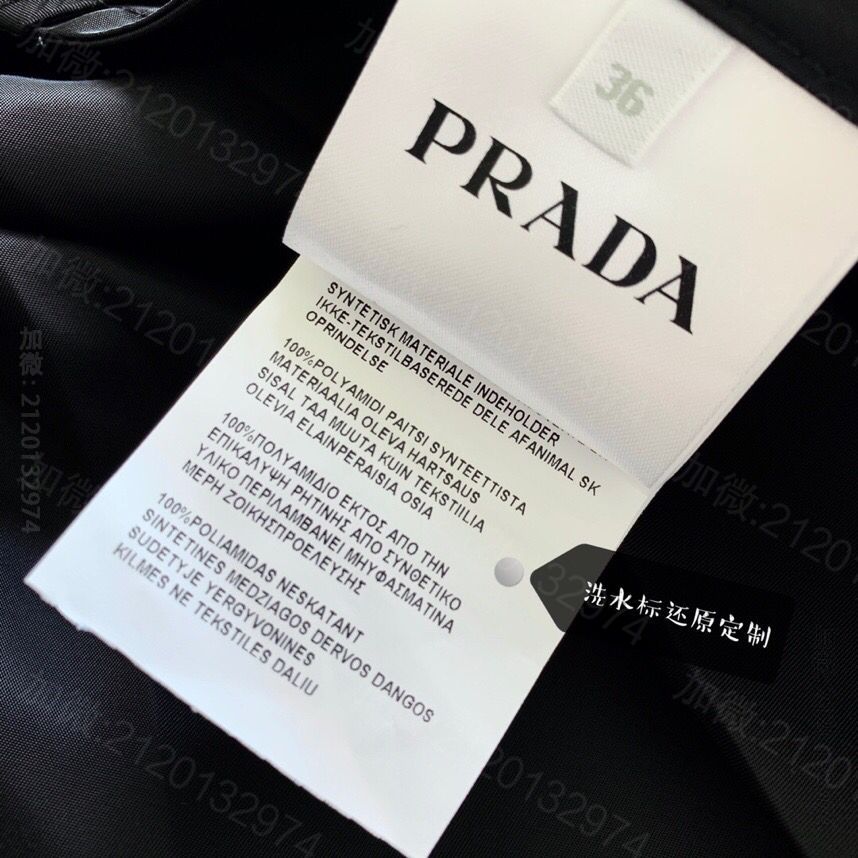 36
PRADA
SYNTETISK MATERIALE INDEHOLDER
IKKE-TEKSTILBASEREDE DELE AFANIMAL SK
OPRINDELSE
100%POLYAMIDI PAITSI SYNTEETTISTA
MATERIAALIA OLEVA HARTSAUS
SISAL TAA MUUTA KUIN TEKSTIILIA
OLEVIA ELAINPERAISIA OSIA
100%ΠΟΛΥΑΜΙΔΙΟ ΕΚΤΟΣ ΑΠΟ ΤΗΝ
ΕΠΙΚΑΛΥΨΗ ΡΗΤΙΝΗΣ ΑΠΟ ΣΥΝΘΕΤΙΚΟ
ΥΛΙΚΟ ΠΕΡΙΛΑΜΒΑΝΕΙ ΜΗΥ ΦΑΣΜΑΤΙΝΑ
ΜΕΡΗ ΖΟΙΚΗΣΠΡΟΕΛΕΥΣΗΣ
100%POLIAMIDAS NESKATANT
SINTETINES MEDZIAGOS DERVOS DANGOS
SUDETYJE YERGYVONINES
KILMES NE TEKSTILES DALIU
洗水标还原定制
加微:2120132974